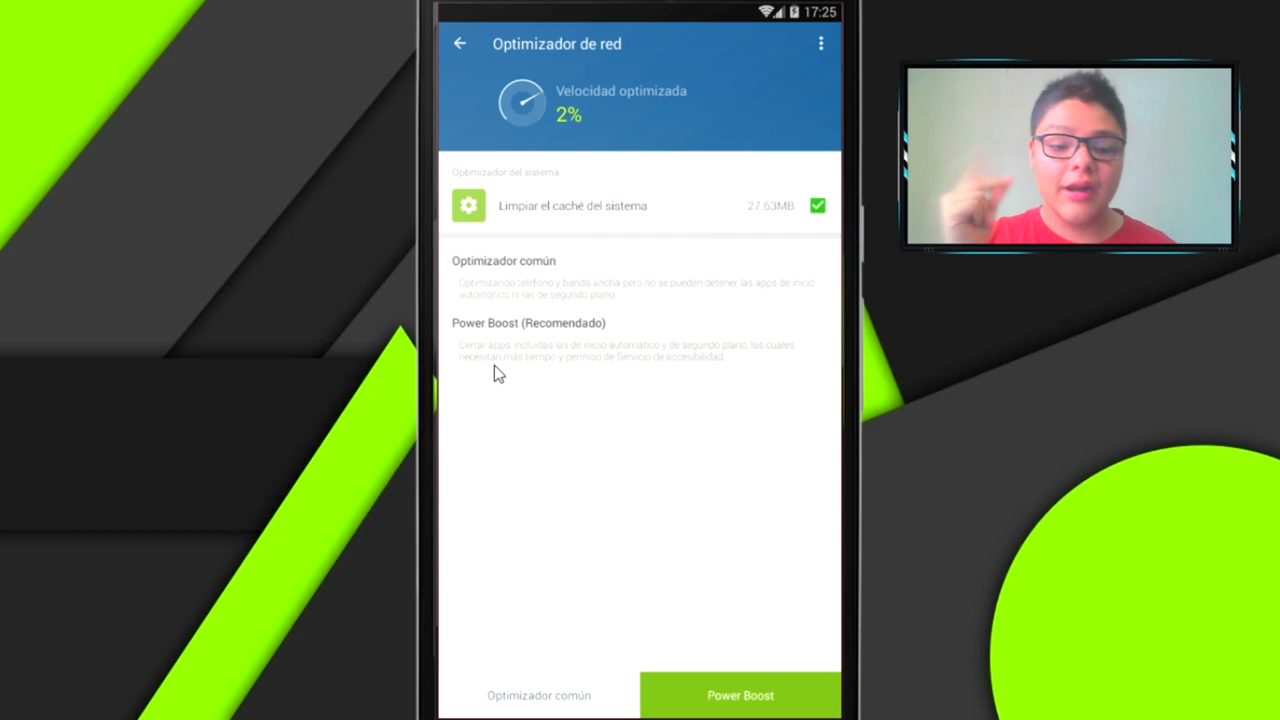 17:25
Optimizador de red
Velocidad optimizada
2%
Optimizador del sistema
Limpiar el caché del sistema 27.63MB
Optimizador común
Optimizando teléfono y banda ancha pero no se pueden detener las apps de inicio
automático ni las de segundo plano.
Power Boost (Recomendado)
Cerrar apps, incluidas las de inicio automático y de segundo plano, las cuales
necesitan más tiempo y permiso de Servicio de accesibilidad.
Optimizador común Power Boost